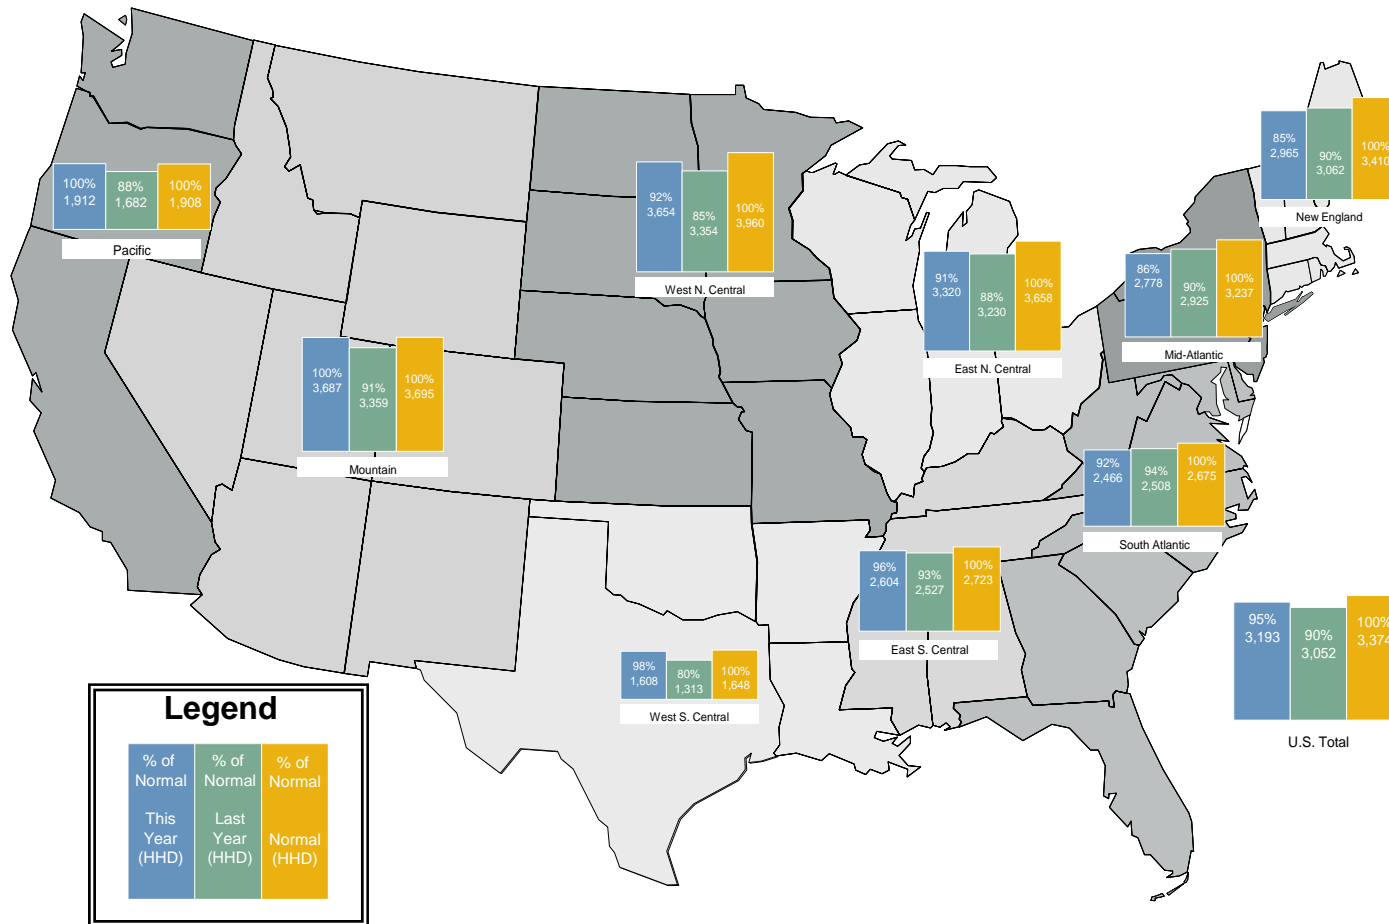 85%
2,965
90%
3,062
100%
3,410
New England
100%
1,912
88%
1,682
100%
1,908
Pacific
92%
3,654
85%
3,354
100%
3,960
West N. Central
91%
3,320
88%
3,230
100%
3,658
East N. Central
86%
2,778
90%
2,925
100%
3,237
Mid-Atlantic
100%
3,687
91%
3,359
100%
3,695
Mountain
92%
2,466
94%
2,508
100%
2,675
South Atlantic
96%
2,604
93%
2,527
100%
2,723
East S. Central
98%
1,608
80%
1,313
100%
1,648
West S. Central
95%
3,193
90%
3,052
100%
3,374
U.S. Total
Legend
% of
Normal
This
Year
(HHD)
% of
Normal
Last
Year
(HHD)
% of
Normal
Normal
(HHD)